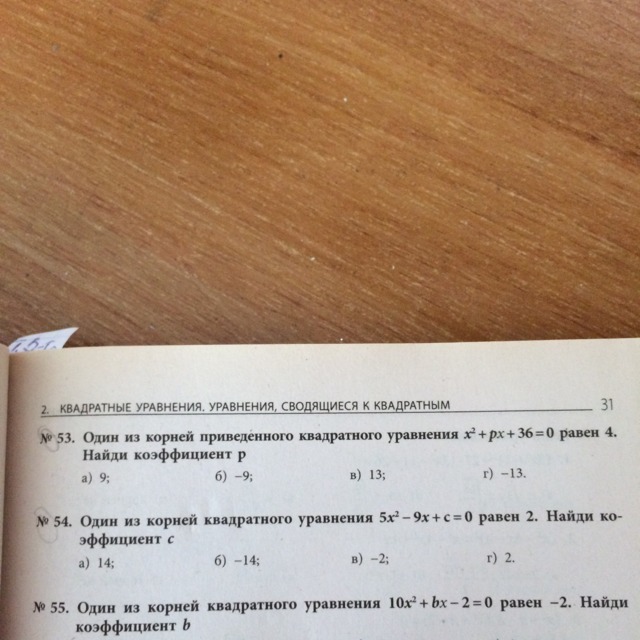 2. КВАДРАТНЫЕ УРАВНЕНИЯ. УРАВНЕНИЯ, СВОДЯЩИЕСЯ К КВАДРАТНЫМ 31
№ 53. Один из корней приведенного квадратного уравнения x²+px+36=0 равен 4.
Найди коэффициент p
а) 9; б) −9; в) 13; г) −13.
№ 54. Один из корней квадратного уравнения 5x²−9x+c=0 равен 2. Найди ко-
эффициент c
а) 14; б) −14; в) −2; г) 2.
№ 55. Один из корней квадратного уравнения 10x²+bx−2=0 равен −2. Найди
коэффициент b